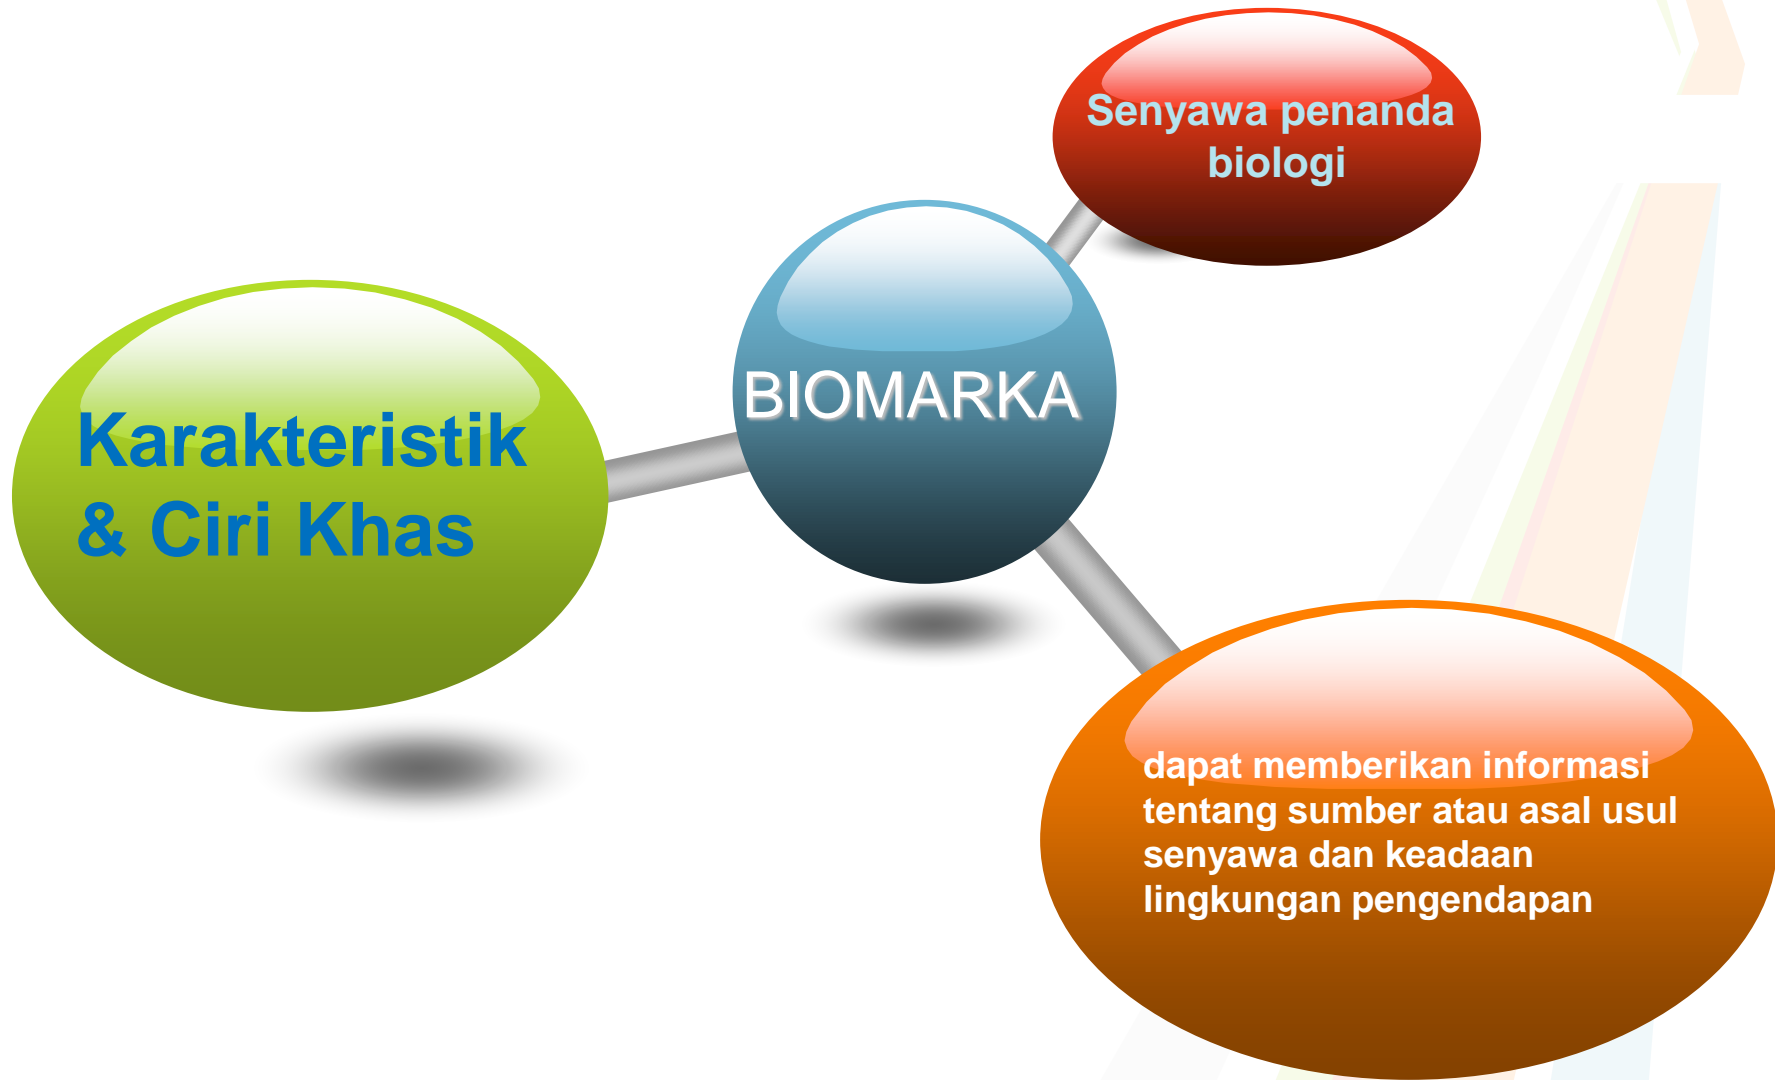 Senyawa penanda
biologi
BIOMARKA
Karakteristik
& Ciri Khas
dapat memberikan informasi
tentang sumber atau asal usul
senyawa dan keadaan
lingkungan pengendapan